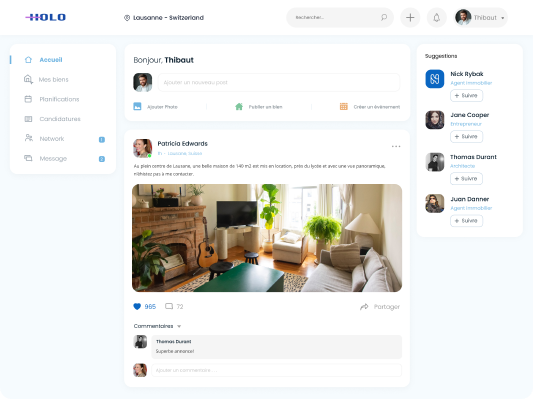 HOLO
Lausanne - Switzerland
Rechercher..
Thibaut
Accueil
Mes biens
Planifications
Candidatures
Network
Message
Bonjour, Thibaut
Ajouter un nouveau post
Ajouter Photo
Publier un bien
Créer un événement
Patricia Edwards
Lausanne, Suisse
Au plein centre de Lausane, une belle maison de 140 m2 est mis en location, près du lycée et avec une vue panoramique,
n'hésitez pas à me contacter.
965
72
Partager
Commentaires
Thomas Durant
Superbe annonce!
Ajouter un commentaire
Suggestions
Nick Rybak
Agent Immobilier
+ Suivre
Jane Cooper
Entrepreneur
+ Suivre
Thomas Durant
Architecte
+ Suivre
Juan Danner
Agent Immobilier
+ Suivre